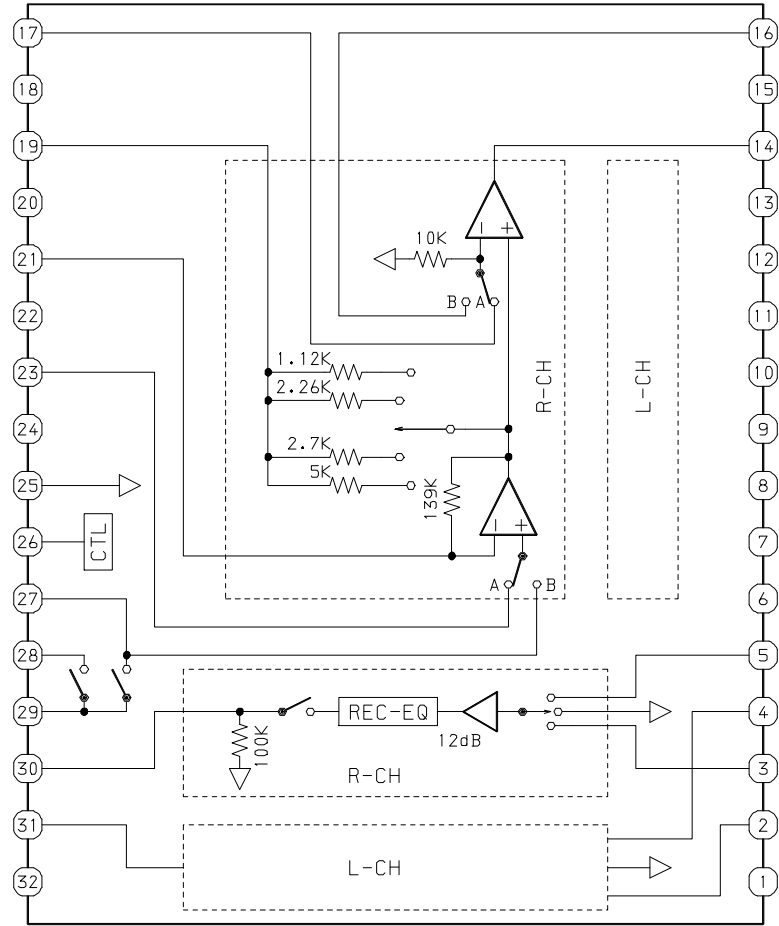 17 16
18 15
19 14
20 13
10K
21 12
B A
22 11
1.12K
R-CH
L-CH
23 10
2.26K
24 9
2.7K
5K
139K
25 8
26 CTL 7
A B
27 6
28 5
29 REC-EQ 4
12dB
100K
30 R-CH 3
31 2
L-CH
32 1